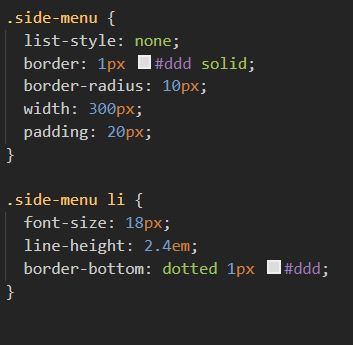 .side-menu {
  list-style: none;
  border: 1px #ddd solid;
  border-radius: 10px;
  width: 300px;
  padding: 20px;
}

.side-menu li {
  font-size: 18px;
  line-height: 2.4em;
  border-bottom: dotted 1px #ddd;
}